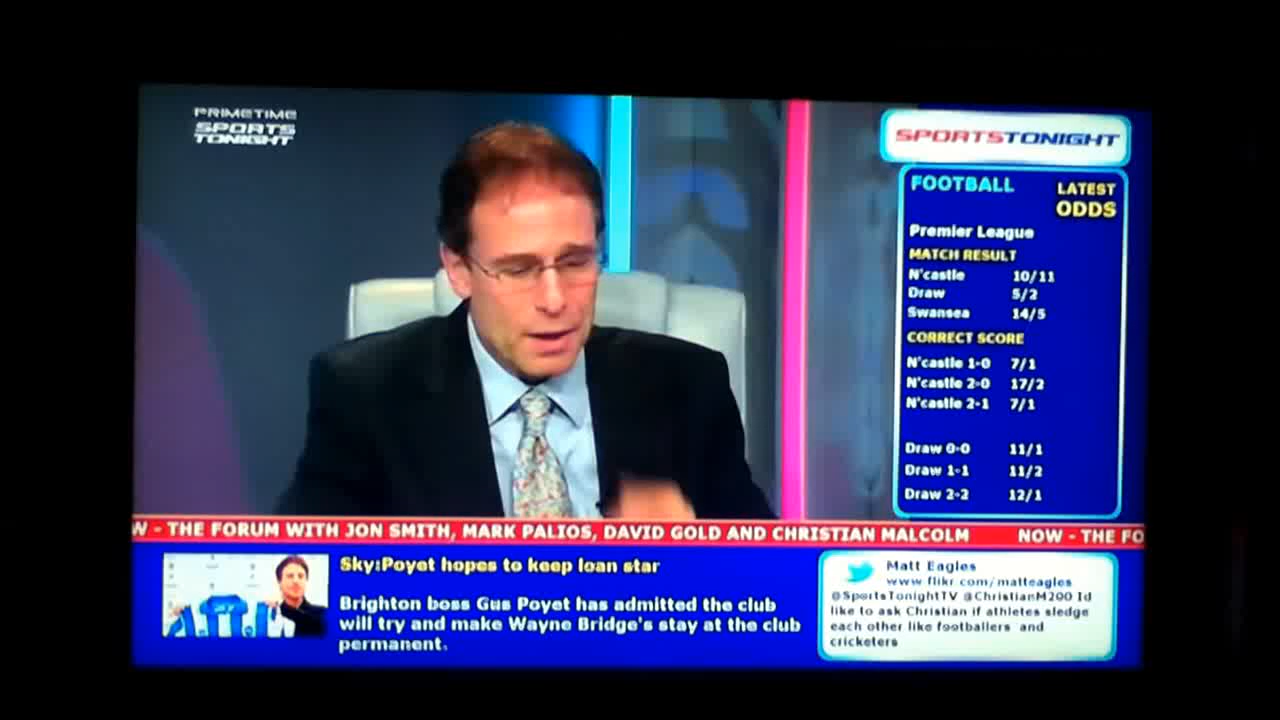 PRIMETIME
SPORTS
TONIGHT
SPORTSTONIGHT
FOOTBALL
LATEST
ODDS
Premier League
MATCH RESULT
N'castle 10/11
Draw 5/2
Swansea 14/5
CORRECT SCORE
N'castle 1-0 7/1
N'castle 2-0 17/2
N'castle 2-1 7/1
Draw 0-0 11/1
Draw 1-1 11/2
Draw 2-2 12/1
W - THE FORUM WITH JON SMITH, MARK PALIOS, DAVID GOLD AND CHRISTIAN MALCOLM NOW - THE FO
Sky:Poyet hopes to keep loan star
Brighton boss Gus Poyet has admitted the club
will try and make Wayne Bridge's stay at the club
permanent.
Matt Eagles
www.flikr.com/matteagles
@SportsTonightTV @ChristianM200 Id
like to ask Christian if athletes sledge
each other like footballers and
cricketers